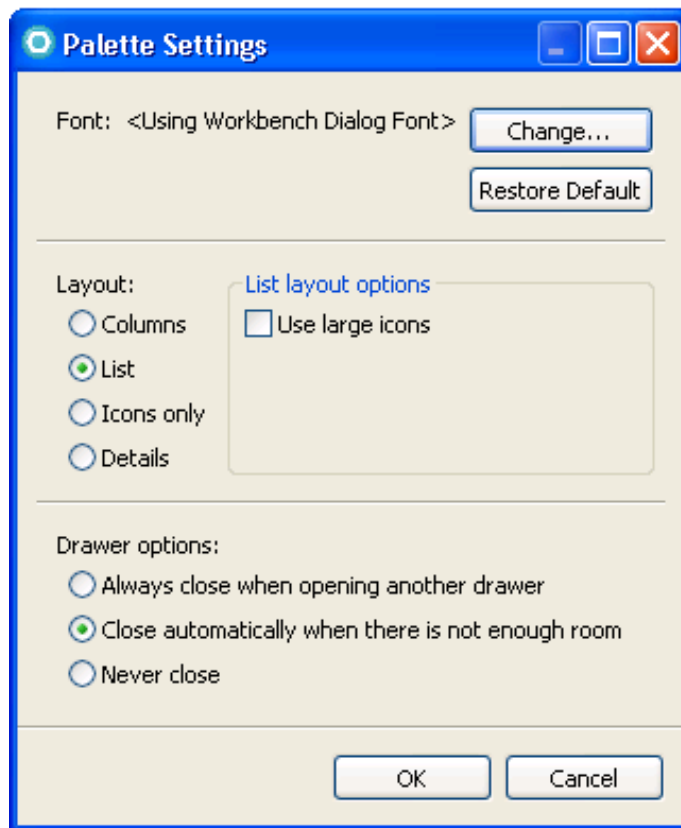 Palette Settings
Font: <Using Workbench Dialog Font> Change...
Restore Default
Layout:
Columns
List
Icons only
Details
List layout options
Use large icons
Drawer options:
Always close when opening another drawer
Close automatically when there is not enough room
Never close
OK Cancel